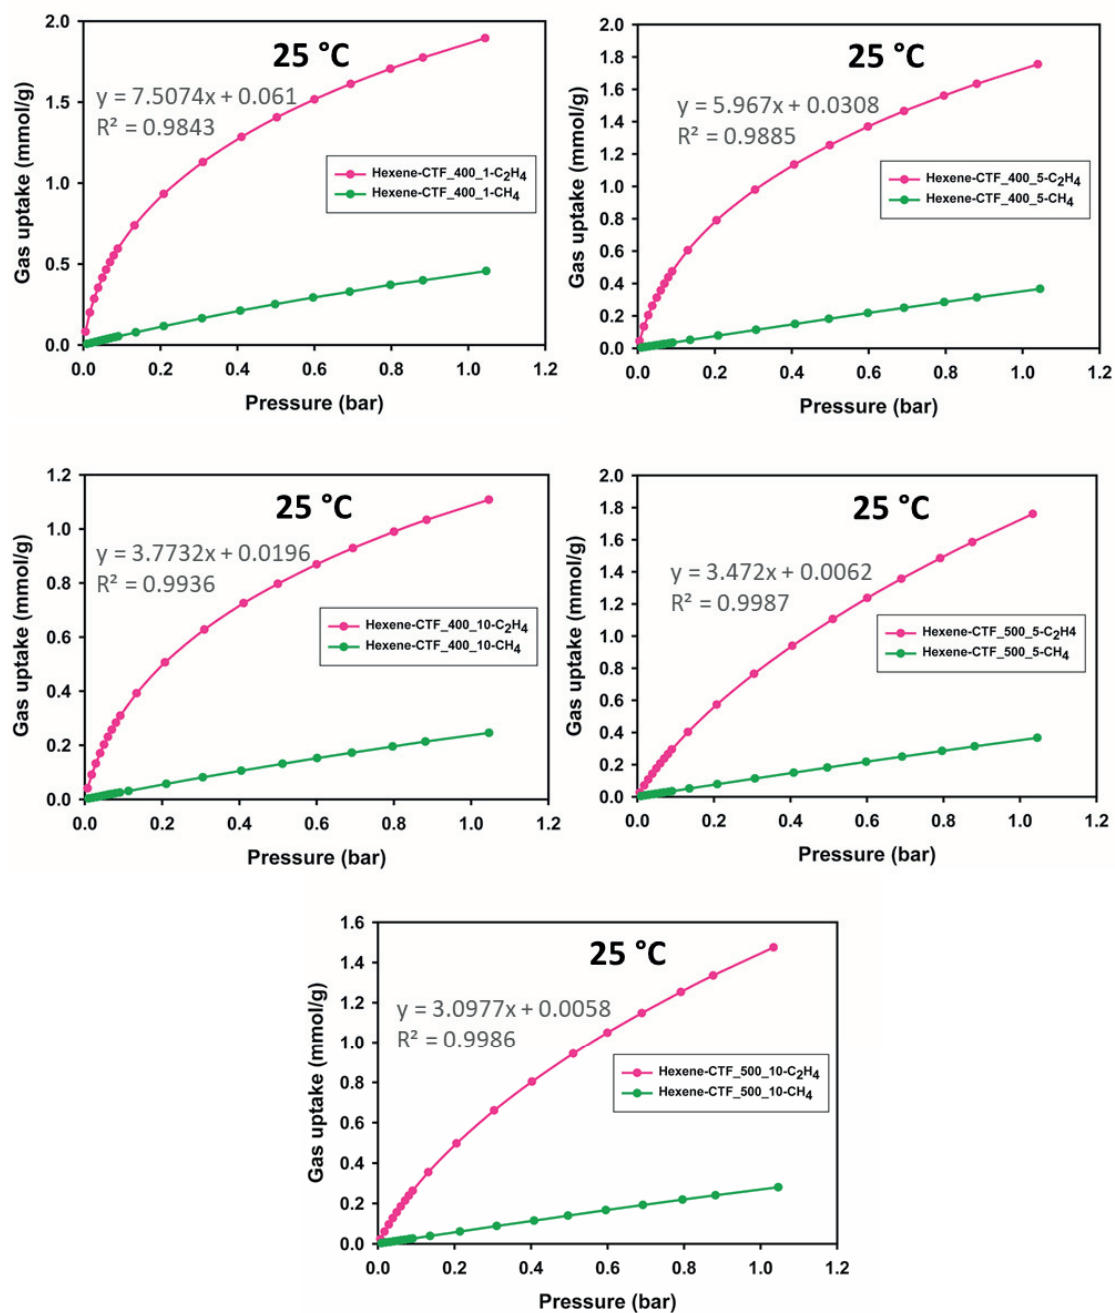 25 °C
y = 7.5074x + 0.061
R² = 0.9843
Hexene-CTF_400_1-C₂H₄
Hexene-CTF_400_1-CH₄
Gas uptake (mmol/g)
2.0
1.5
1.0
0.5
0.0
0.0 0.2 0.4 0.6 0.8 1.0 1.2
Pressure (bar)
25 °C
y = 5.967x + 0.0308
R² = 0.9885
Hexene-CTF_400_5-C₂H₄
Hexene-CTF_400_5-CH₄
Gas uptake (mmol/g)
2.0
1.8
1.6
1.4
1.2
1.0
0.8
0.6
0.4
0.2
0.0
0.0 0.2 0.4 0.6 0.8 1.0 1.2
Pressure (bar)
25 °C
y = 3.7732x + 0.0196
R² = 0.9936
Hexene-CTF_400_10-C₂H₄
Hexene-CTF_400_10-CH₄
Gas uptake (mmol/g)
1.2
1.0
0.8
0.6
0.4
0.2
0.0
0.0 0.2 0.4 0.6 0.8 1.0 1.2
Pressure (bar)
25 °C
y = 3.472x + 0.0062
R² = 0.9987
Hexene-CTF_500_5-C₂H4
Hexene-CTF_500_5-CH₄
Gas uptake (mmol/g)
2.0
1.8
1.6
1.4
1.2
1.0
0.8
0.6
0.4
0.2
0.0
0.0 0.2 0.4 0.6 0.8 1.0 1.2
Pressure (bar)
25 °C
y = 3.0977x + 0.0058
R² = 0.9986
Hexene-CTF_500_10-C₂H₄
Hexene-CTF_500_10-CH₄
Gas uptake (mmol/g)
1.6
1.4
1.2
1.0
0.8
0.6
0.4
0.2
0.0
0.0 0.2 0.4 0.6 0.8 1.0 1.2
Pressure (bar)